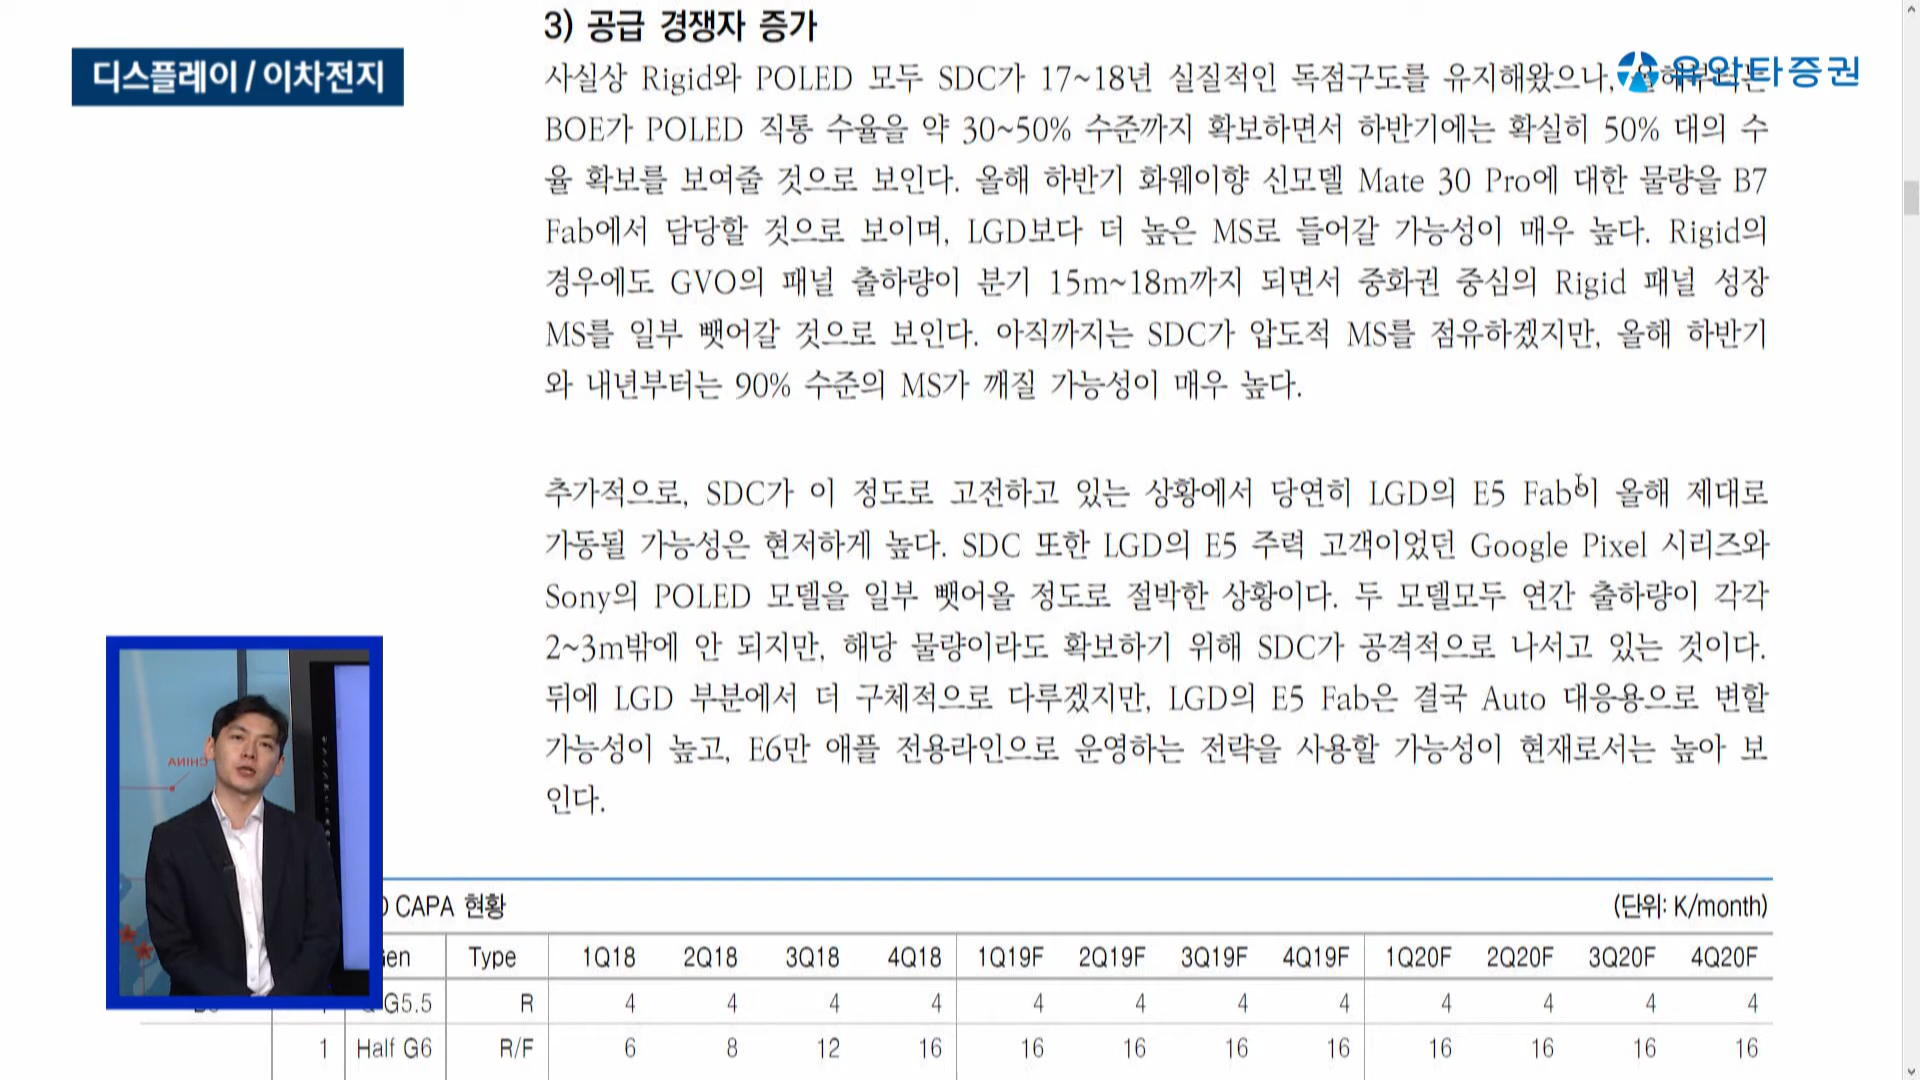 3) 공급 경쟁자 증가
디스플레이 / 이차전지
유안타증권
사실상 Rigid와 POLED 모두 SDC가 17~18년 실질적인 독점구도를 유지해왔으나,
BOE가 POLED 직통 수율을 약 30~50% 수준까지 확보하면서 하반기에는 확실히 50% 대의 수
율 확보를 보여줄 것으로 보인다. 올해 하반기 화웨이향 신모델 Mate 30 Pro에 대한 물량을 B7
Fab에서 담당할 것으로 보이며, LGD보다 더 높은 MS로 들어갈 가능성이 매우 높다. Rigid의
경우에도 GVO의 패널 출하량이 분기 15m~18m까지 되면서 중화권 중심의 Rigid 패널 성장
MS를 일부 뺏어갈 것으로 보인다. 아직까지는 SDC가 압도적 MS를 점유하겠지만, 올해 하반기
와 내년부터는 90% 수준의 MS가 깨질 가능성이 매우 높다.
추가적으로, SDC가 이 정도로 고전하고 있는 상황에서 당연히 LGD의 E5 Fab이 올해 제대로
가동될 가능성은 현저하게 높다. SDC 또한 LGD의 E5 주력 고객이었던 Google Pixel 시리즈와
Sony의 POLED 모델을 일부 뺏어올 정도로 절박한 상황이다. 두 모델모두 연간 출하량이 각각
2~3m밖에 안 되지만, 해당 물량이라도 확보하기 위해 SDC가 공격적으로 나서고 있는 것이다.
뒤에 LGD 부분에서 더 구체적으로 다루겠지만, LGD의 E5 Fab은 결국 Auto 대응용으로 변할
가능성이 높고, E6만 애플 전용라인으로 운영하는 전략을 사용할 가능성이 현재로서는 높아 보
인다.
CHINA
CAPA 현황 (단위: K/month)
en Type 1Q18 2Q18 3Q18 4Q18 1Q19F 2Q19F 3Q19F 4Q19F 1Q20F 2Q20F 3Q20F 4Q20F
G5.5 R 4 4 4 4 4 4 4 4 4 4 4 4
1 Half G6 R/F 6 8 12 16 16 16 16 16 16 16 16 16